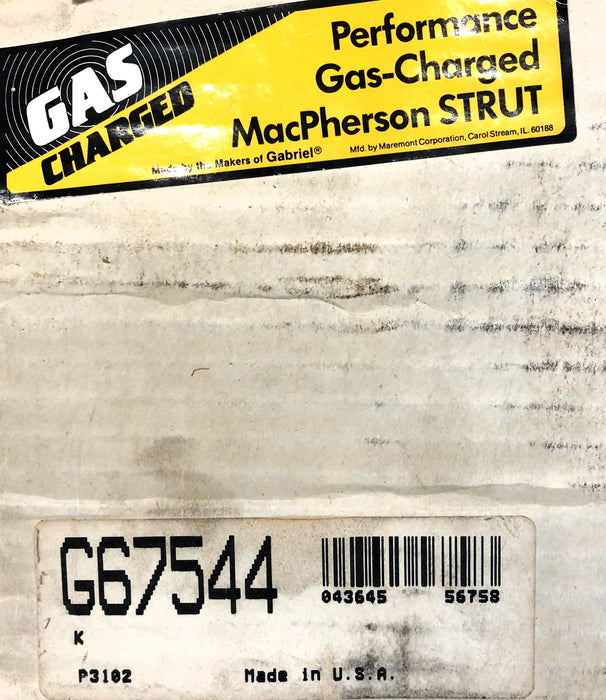 GAS
CHARGED
Performance
Gas-Charged
MacPherson STRUT
Made by the Makers of Gabriel®
Mfd. by Maremont Corporation, Carol Stream, IL. 60188
G67544
043645 56758
K
P3102 Made in U.S.A.